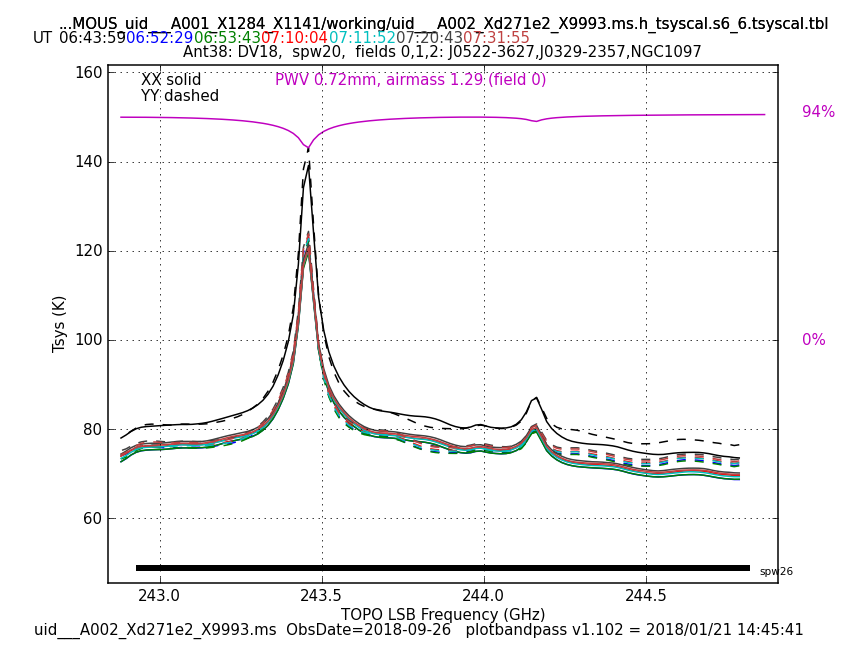 ...MOUS_uid___A001_X1284_X1141/working/uid___A002_Xd271e2_X9993.ms.h_tsyscal.s6_6.tsyscal.tbl
UT 06:43:59 06:52:29 06:53:43 07:10:04 07:11:52 07:20:43 07:31:55
Ant38: DV18, spw20, fields 0,1,2: J0522-3627,J0329-2357,NGC1097
XX solid
YY dashed
PWV 0.72mm, airmass 1.29 (field 0)
160
140
120
100
80
60
Tsys (K)
94%
0%
spw26
243.0 243.5 244.0 244.5
TOPO LSB Frequency (GHz)
uid___A002_Xd271e2_X9993.ms ObsDate=2018-09-26 plotbandpass v1.102 = 2018/01/21 14:45:41